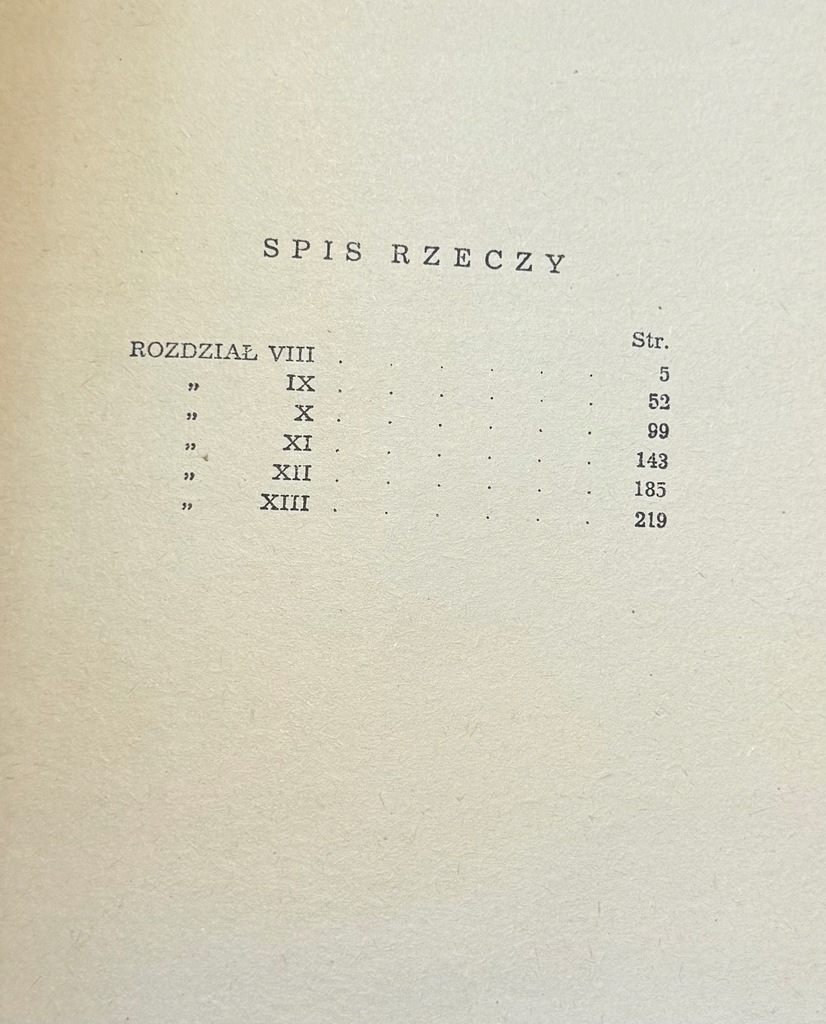 SPIS RZECZY
Str.
ROZDZIAŁ VIII . . . . . . 5
„ IX . . . . . . 52
„ X . . . . . . 99
„ XI . . . . . . 143
„ XII . . . . . . 185
„ XIII . . . . . . 219